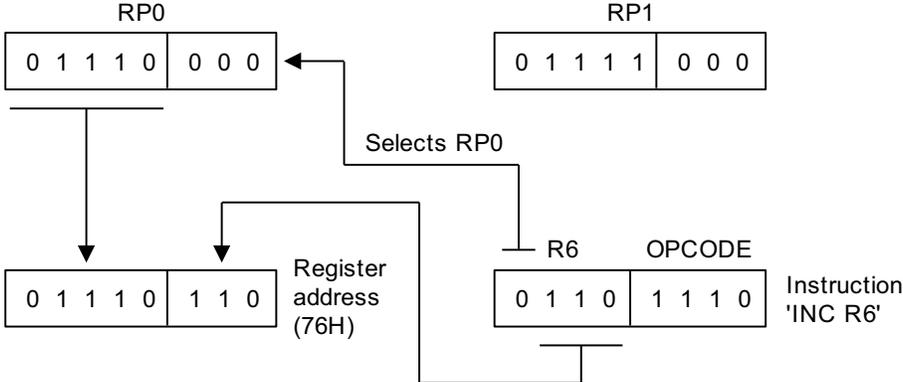 RP0
RP1
0 1 1 1 0 0 0 0
0 1 1 1 1 0 0 0
Selects RP0
R6
OPCODE
0 1 1 1 0 1 1 0
Register
address
(76H)
0 1 1 0 1 1 1 0
Instruction
'INC R6'